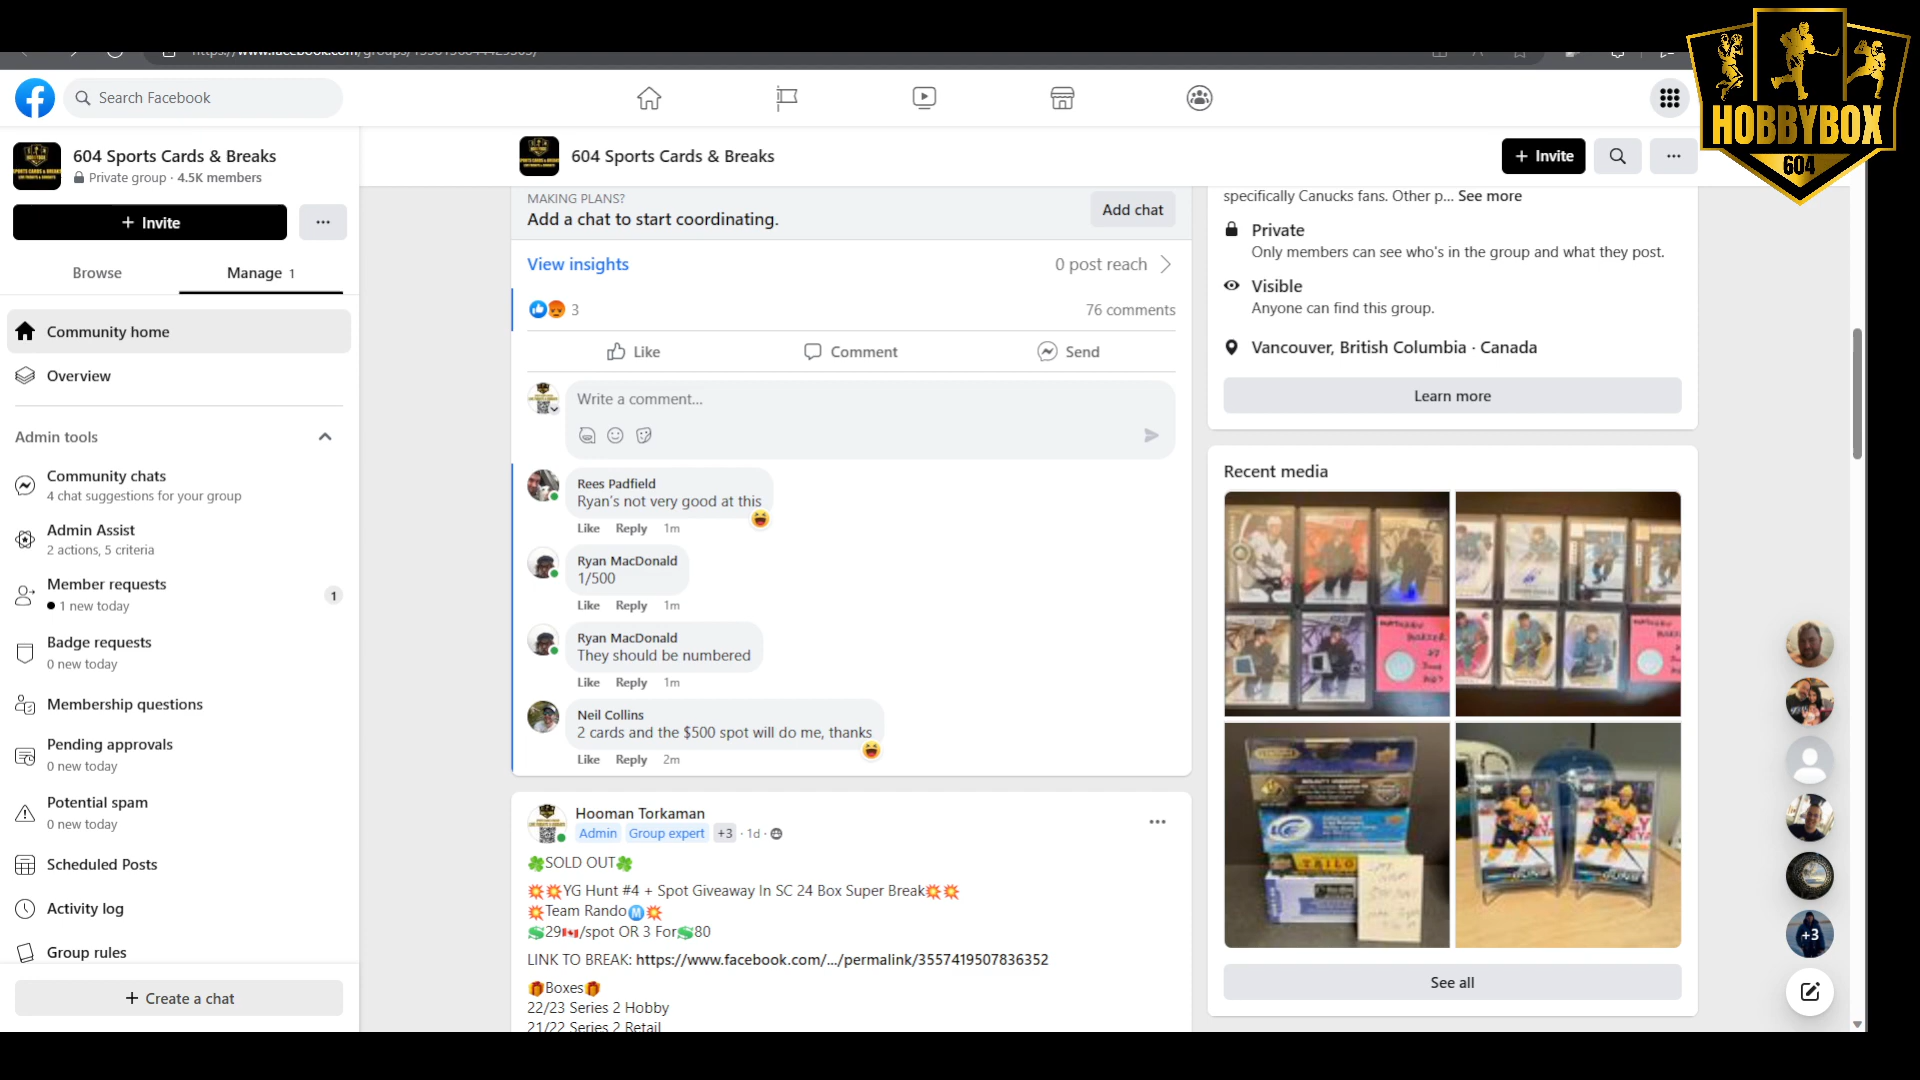 Search Facebook
HOBBYBOX
604
604 Sports Cards & Breaks
Private group · 4.5K members
+ Invite
...
Browse
Manage 1
Community home
Overview
Admin tools
Community chats
4 chat suggestions for your group
Admin Assist
2 actions, 5 criteria
Member requests
1 new today
1
Badge requests
0 new today
Membership questions
Pending approvals
0 new today
Potential spam
0 new today
Scheduled Posts
Activity log
Group rules
+ Create a chat
604 Sports Cards & Breaks
+ Invite
...
MAKING PLANS?
Add a chat to start coordinating.
Add chat
View insights
0 post reach
3
76 comments
Like
Comment
Send
Write a comment...
Rees Padfield
Ryan's not very good at this
Like Reply 1m
Ryan MacDonald
1/500
Like Reply 1m
Ryan MacDonald
They should be numbered
Like Reply 1m
Neil Collins
2 cards and the $500 spot will do me, thanks
Like Reply 2m
Hooman Torkaman
Admin Group expert +3 · 1d ·
🍀SOLD OUT🍀
💥💥YG Hunt #4 + Spot Giveaway In SC 24 Box Super Break💥💥
💥Team RandoⓂ️💥
💲29🇨🇦/spot OR 3 For💲80
LINK TO BREAK: https://www.facebook.com/.../permalink/3557419507836352
🎁Boxes🎁
22/23 Series 2 Hobby
21/22 Series 2 Retail
specifically Canucks fans. Other p... See more
Private
Only members can see who's in the group and what they post.
Visible
Anyone can find this group.
Vancouver, British Columbia · Canada
Learn more
Recent media
See all
+3